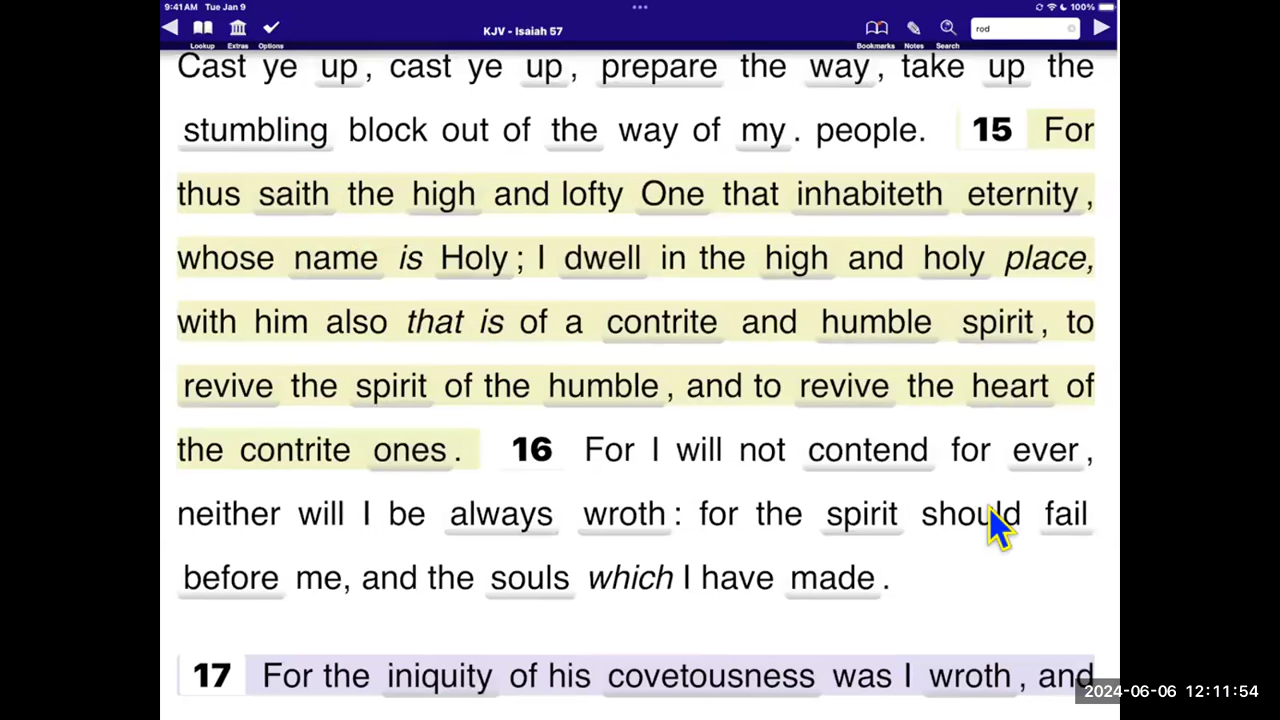 9:41 AM Tue Jan 9
100%
KJV - Isaiah 57
rod
Lookup Extras Options Bookmarks Notes Search
Cast ye up, cast ye up, prepare the way, take up the
stumbling block out of the way of my. people. 15 For
thus saith the high and lofty One that inhabiteth eternity,
whose name is Holy; I dwell in the high and holy place,
with him also that is of a contrite and humble spirit, to
revive the spirit of the humble, and to revive the heart of
the contrite ones. 16 For I will not contend for ever,
neither will I be always wroth: for the spirit should fail
before me, and the souls which I have made.
17 For the iniquity of his covetousness was I wroth, and
2024-06-06 12:11:54